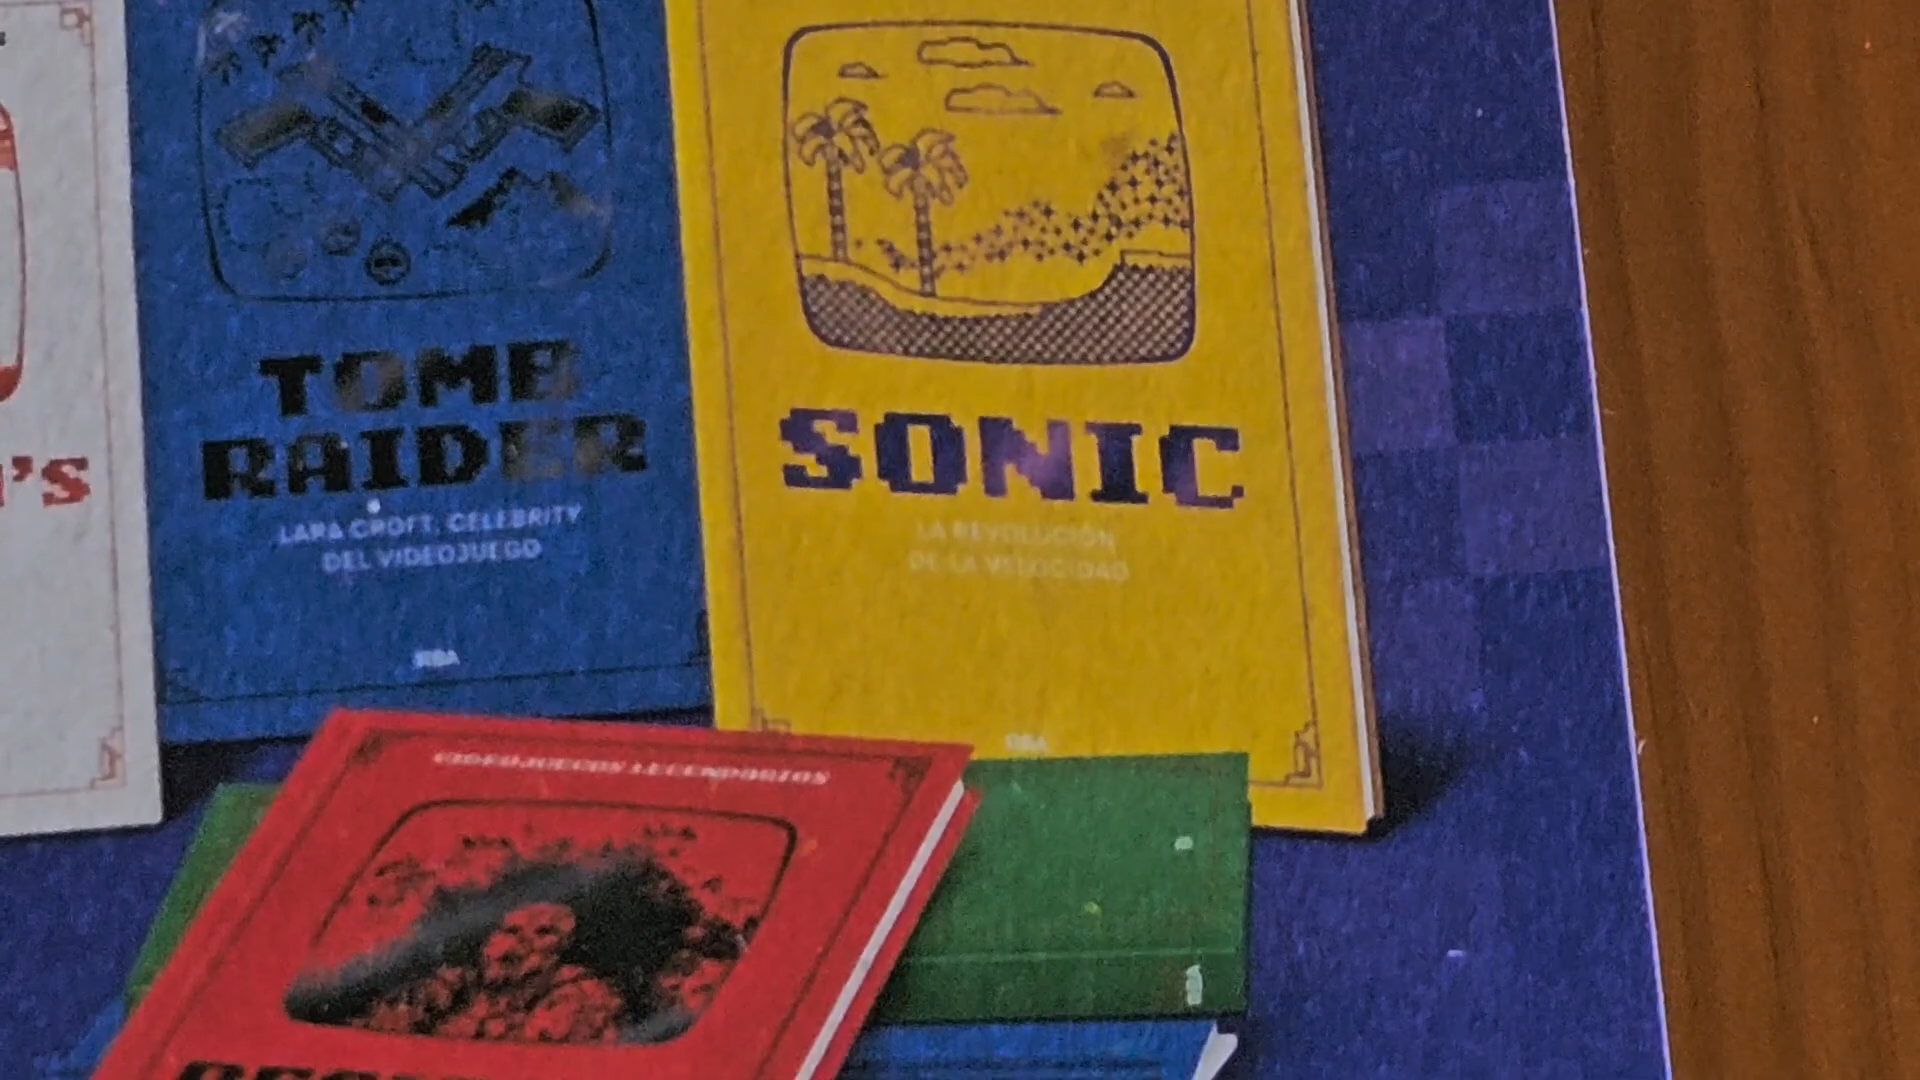 'S
TOMB
RAIDER
LARA CROFT, CELEBRITY
DEL VIDEOJUEGO
RBA
SONIC
LA REVOLUCIÓN
DE LA VELOCIDAD
RBA
VIDEOJUEGOS LEGENDARIOS